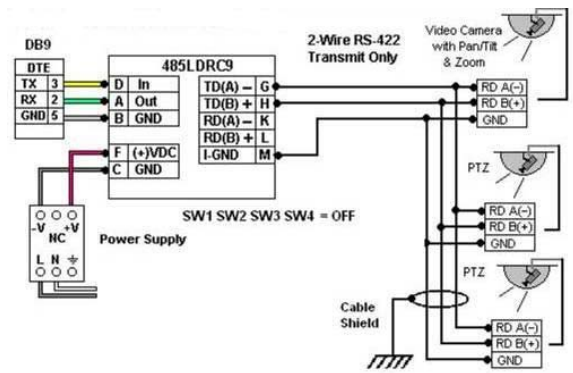 DB9
DTE
TX 3
RX 2
GND 5
485LDRC9
D In
A Out
B GND
F (+)VDC
C GND
TD(A) – G
TD(B) + H
RD(A) – K
RD(B) + L
I-GND M
2-Wire RS-422
Transmit Only
Video Camera
with Pan/Tilt
& Zoom
RD A(-)
RD B(+)
GND
PTZ
RD A(-)
RD B(+)
GND
PTZ
RD A(-)
RD B(+)
GND
SW1 SW2 SW3 SW4 = OFF
-V +V
NC
L N
Power Supply
Cable
Shield